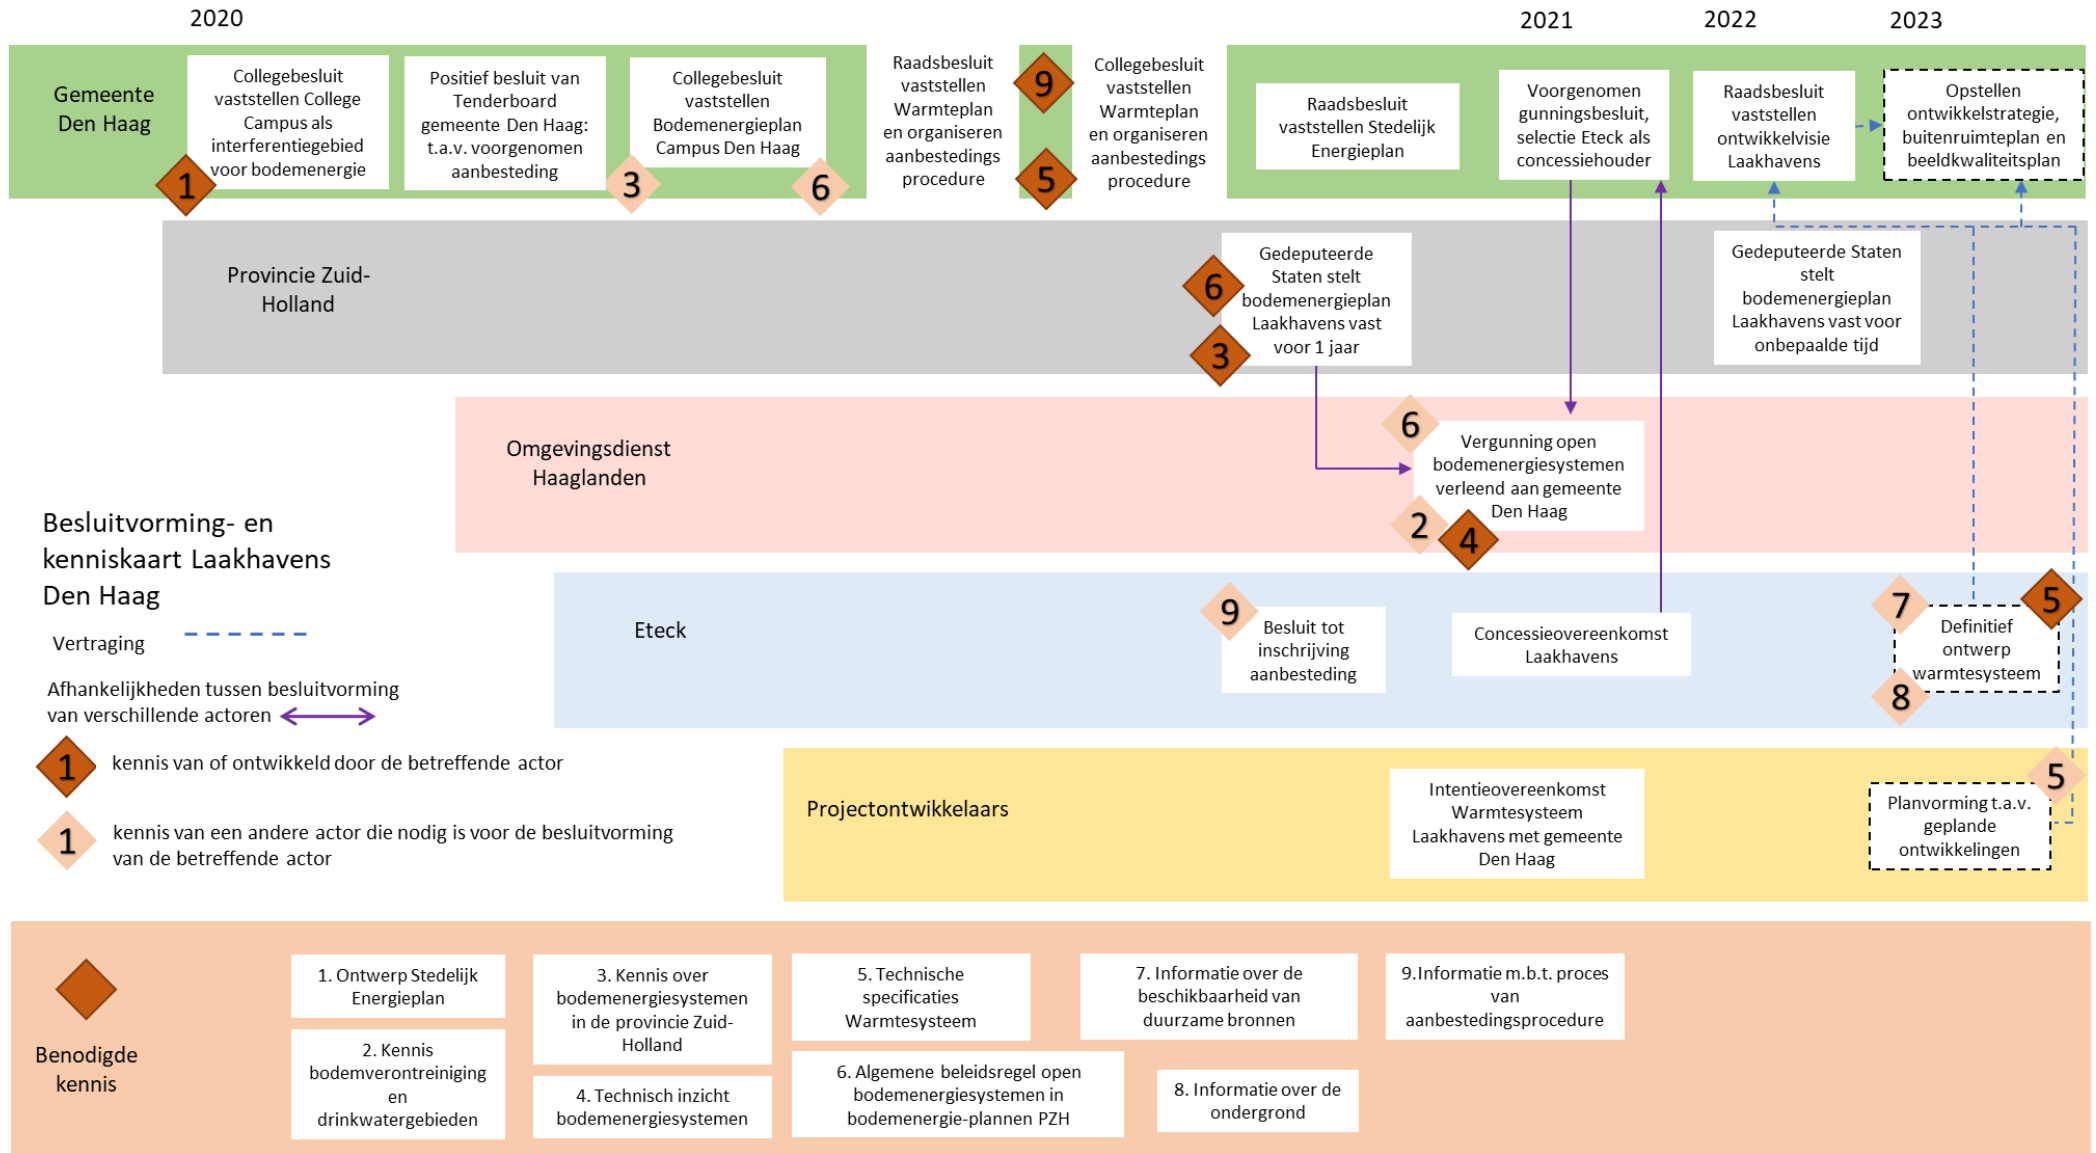 2020
2021
2022
2023
Gemeente
Den Haag
Collegebesluit
vaststellen College
Campus als
interferentiegebied
voor bodemenergie
1
Positief besluit van
Tenderboard
gemeente Den Haag:
t.a.v. voorgenomen
aanbesteding
3
Collegebesluit
vaststellen
Bodemenergieplan
Campus Den Haag
6
Raadsbesluit
vaststellen
Warmteplan
en organiseren
aanbestedings
procedure
9
5
Collegebesluit
vaststellen
Warmteplan
en organiseren
aanbestedings
procedure
Raadsbesluit
vaststellen Stedelijk
Energieplan
Voorgenomen
gunningsbesluit,
selectie Eteck als
concessiehouder
Raadsbesluit
vaststellen
ontwikkelvisie
Laakhavens
Opstellen
ontwikkelstrategie,
buitenruimteplan en
beeldkwaliteitsplan
Provincie Zuid-
Holland
6
3
Gedeputeerde
Staten stelt
bodemenergieplan
Laakhavens vast
voor 1 jaar
Gedeputeerde Staten
stelt
bodemenergieplan
Laakhavens vast voor
onbepaalde tijd
Omgevingsdienst
Haaglanden
6
Vergunning open
bodemenergiesystemen
verleend aan gemeente
Den Haag
2
4
Eteck
9
Besluit tot
inschrijving
aanbesteding
Concessieovereenkomst
Laakhavens
7
5
Definitief
ontwerp
warmtesysteem
8
Projectontwikkelaars
Intentieovereenkomst
Warmtesysteem
Laakhavens met gemeente
Den Haag
5
Planvorming t.a.v.
geplande
ontwikkelingen
Besluitvorming- en
kenniskaart Laakhavens
Den Haag
Vertraging
Afhankelijkheden tussen besluitvorming
van verschillende actoren
1
kennis van of ontwikkeld door de betreffende actor
1
kennis van een andere actor die nodig is voor de besluitvorming
van de betreffende actor
Benodigde
kennis
1. Ontwerp Stedelijk
Energieplan
2. Kennis
bodemverontreiniging
en
drinkwatergebieden
3. Kennis over
bodemenergiesystemen
in de provincie Zuid-
Holland
4. Technisch inzicht
bodemenergiesystemen
5. Technische
specificaties
Warmtesysteem
6. Algemene beleidsregel open
bodemenergiesystemen in
bodemenergie-plannen PZH
7. Informatie over de
beschikbaarheid van
duurzame bronnen
8. Informatie over de
ondergrond
9.Informatie m.b.t. proces
van
aanbestedingsprocedure